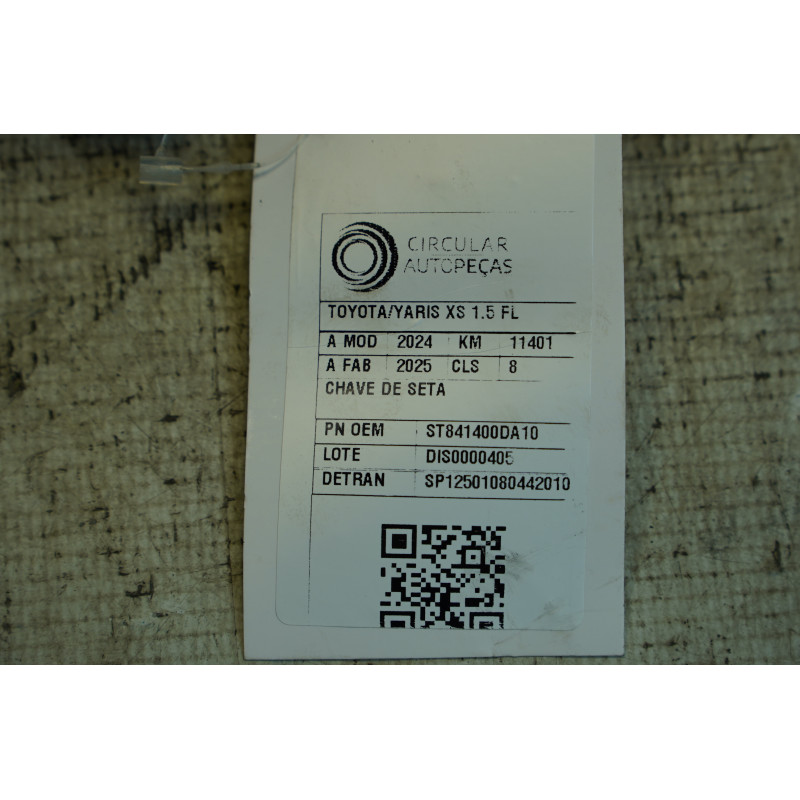 CIRCULAR
AUTOPEÇAS
TOYOTA/YARIS XS 1.5 FL
A MOD 2024 KM 11401
A FAB 2025 CLS 8
CHAVE DE SETA
PN OEM ST841400DA10
LOTE DIS0000405
DETRAN SP12501080442010